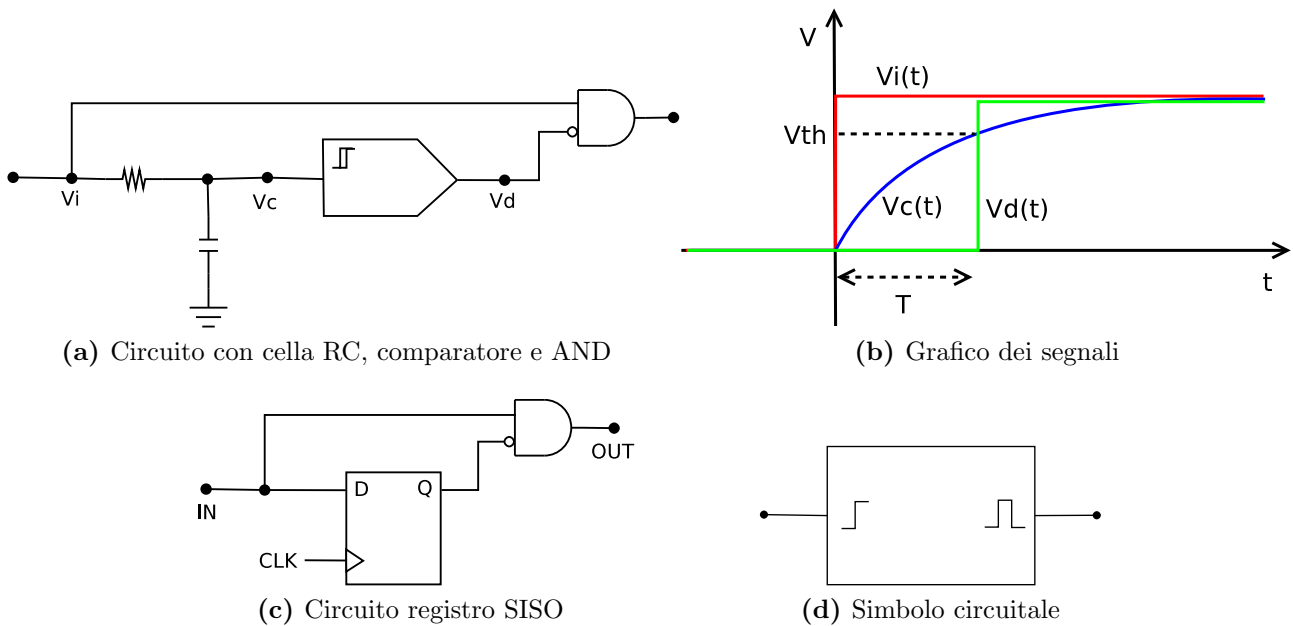 V
Vi(t)
Vth
Vi
Vc
Vd
Vc(t)
Vd(t)
t
T
(a) Circuito con cella RC, comparatore e AND
(b) Grafico dei segnali
OUT
D
Q
IN
CLK
(c) Circuito registro SISO
(d) Simbolo circuitale